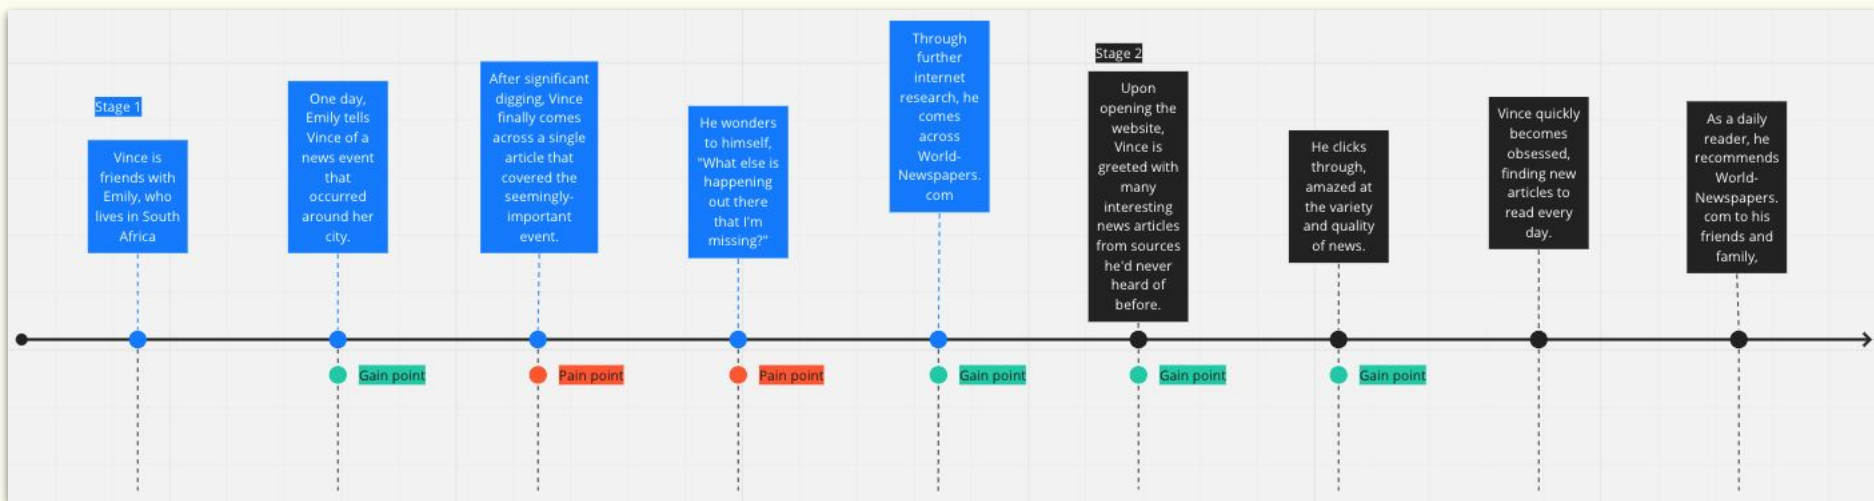 Stage 1
Vince is
friends with
Emily, who
lives in South
Africa
One day,
Emily tells
Vince of a
news event
that
occurred
around her
city.
After significant
digging, Vince
finally comes
across a single
article that
covered the
seemingly-
important
event.
He wonders
to himself,
"What else is
happening
out there
that I'm
missing?"
Through
further
internet
research, he
comes
across
World-
Newspapers.
com
Stage 2
Upon
opening the
website,
Vince is
greeted with
many
interesting
news articles
from sources
he'd never
heard of
before.
He clicks
through,
amazed at
the variety
and quality
of news.
Vince quickly
becomes
obsessed,
finding new
articles to
read every
day.
As a daily
reader, he
recommends
World-
Newspapers.
com to his
friends and
family,
Gain point
Pain point
Pain point
Gain point
Gain point
Gain point